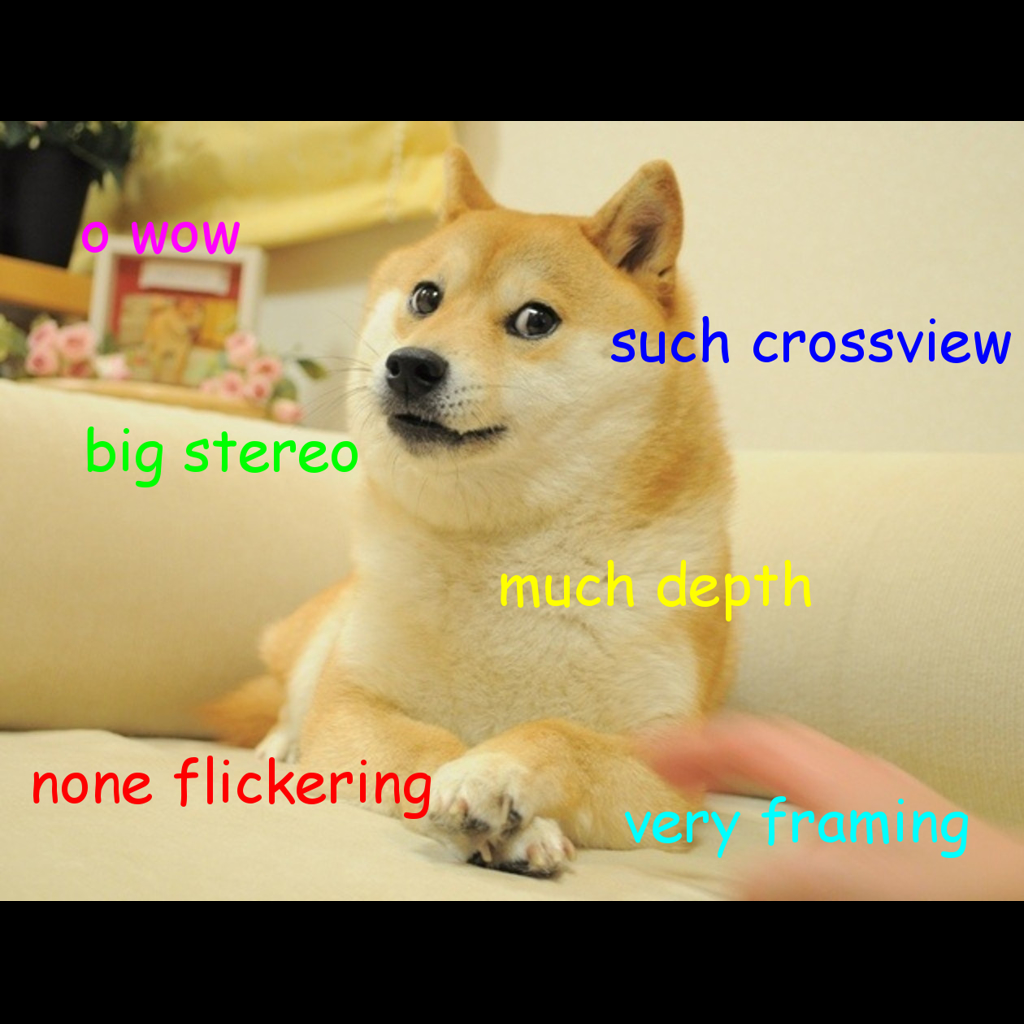 o wow
such crossview
big stereo
much depth
none flickering
very framing